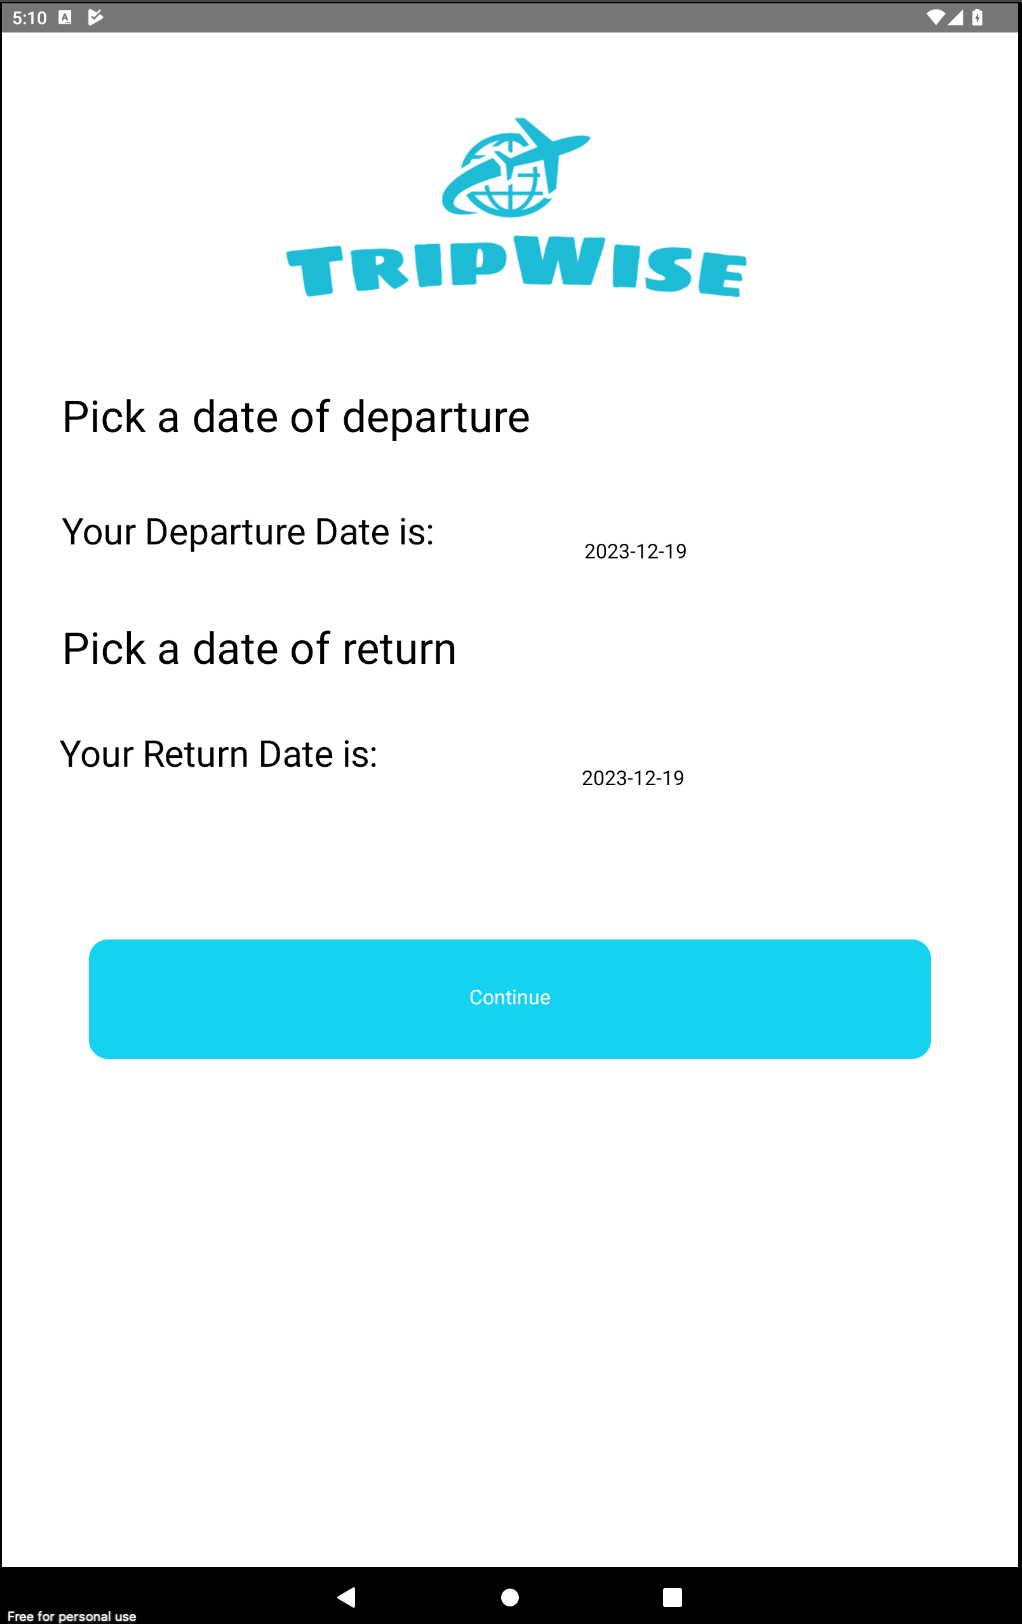 5:10
TRIPWISE
Pick a date of departure
Your Departure Date is:
2023-12-19
Pick a date of return
Your Return Date is:
2023-12-19
Continue
Free for personal use